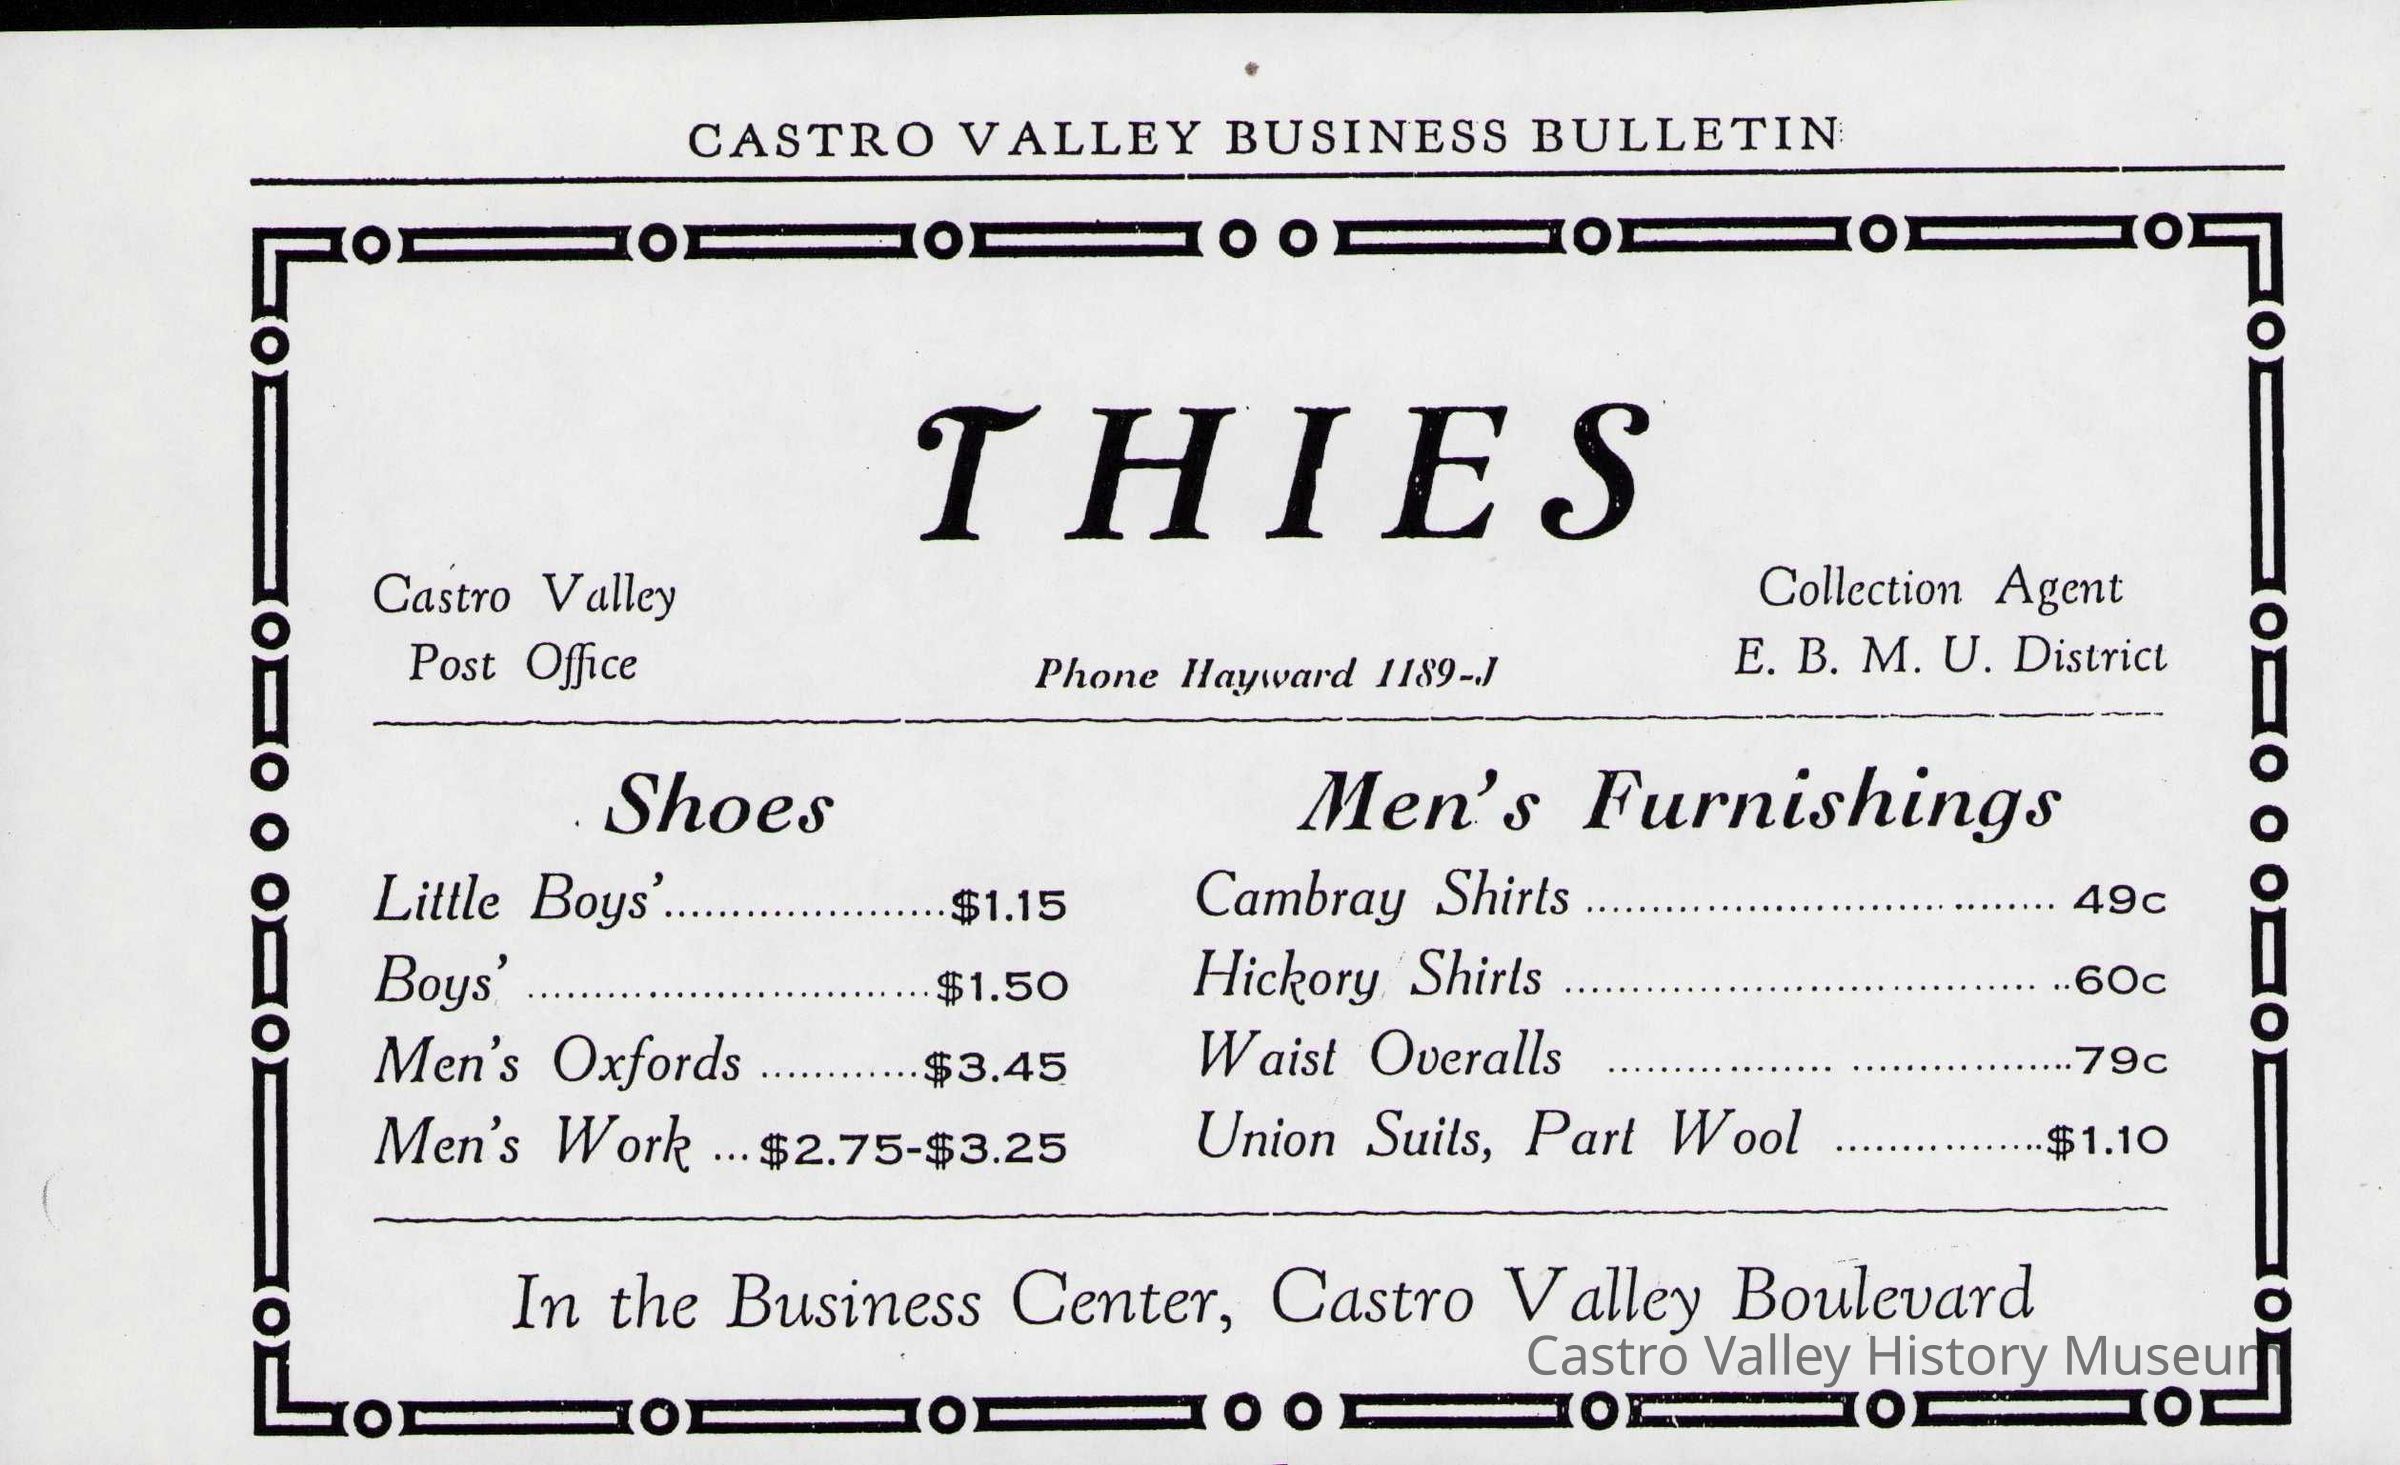 CASTRO VALLEY BUSINESS BULLETIN
THIES
Castro Valley
Post Office
Phone Hayward 1189-J
Collection Agent
E. B. M. U. District
Shoes
Little Boys'......................$1.15
Boys' ..............................$1.50
Men's Oxfords ............$3.45
Men's Work ...$2.75-$3.25
Men's Furnishings
Cambray Shirts .................................... 49c
Hickory Shirts .....................................60c
Waist Overalls ...................................79c
Union Suits, Part Wool ................$1.10
In the Business Center, Castro Valley Boulevard
Castro Valley History Museum